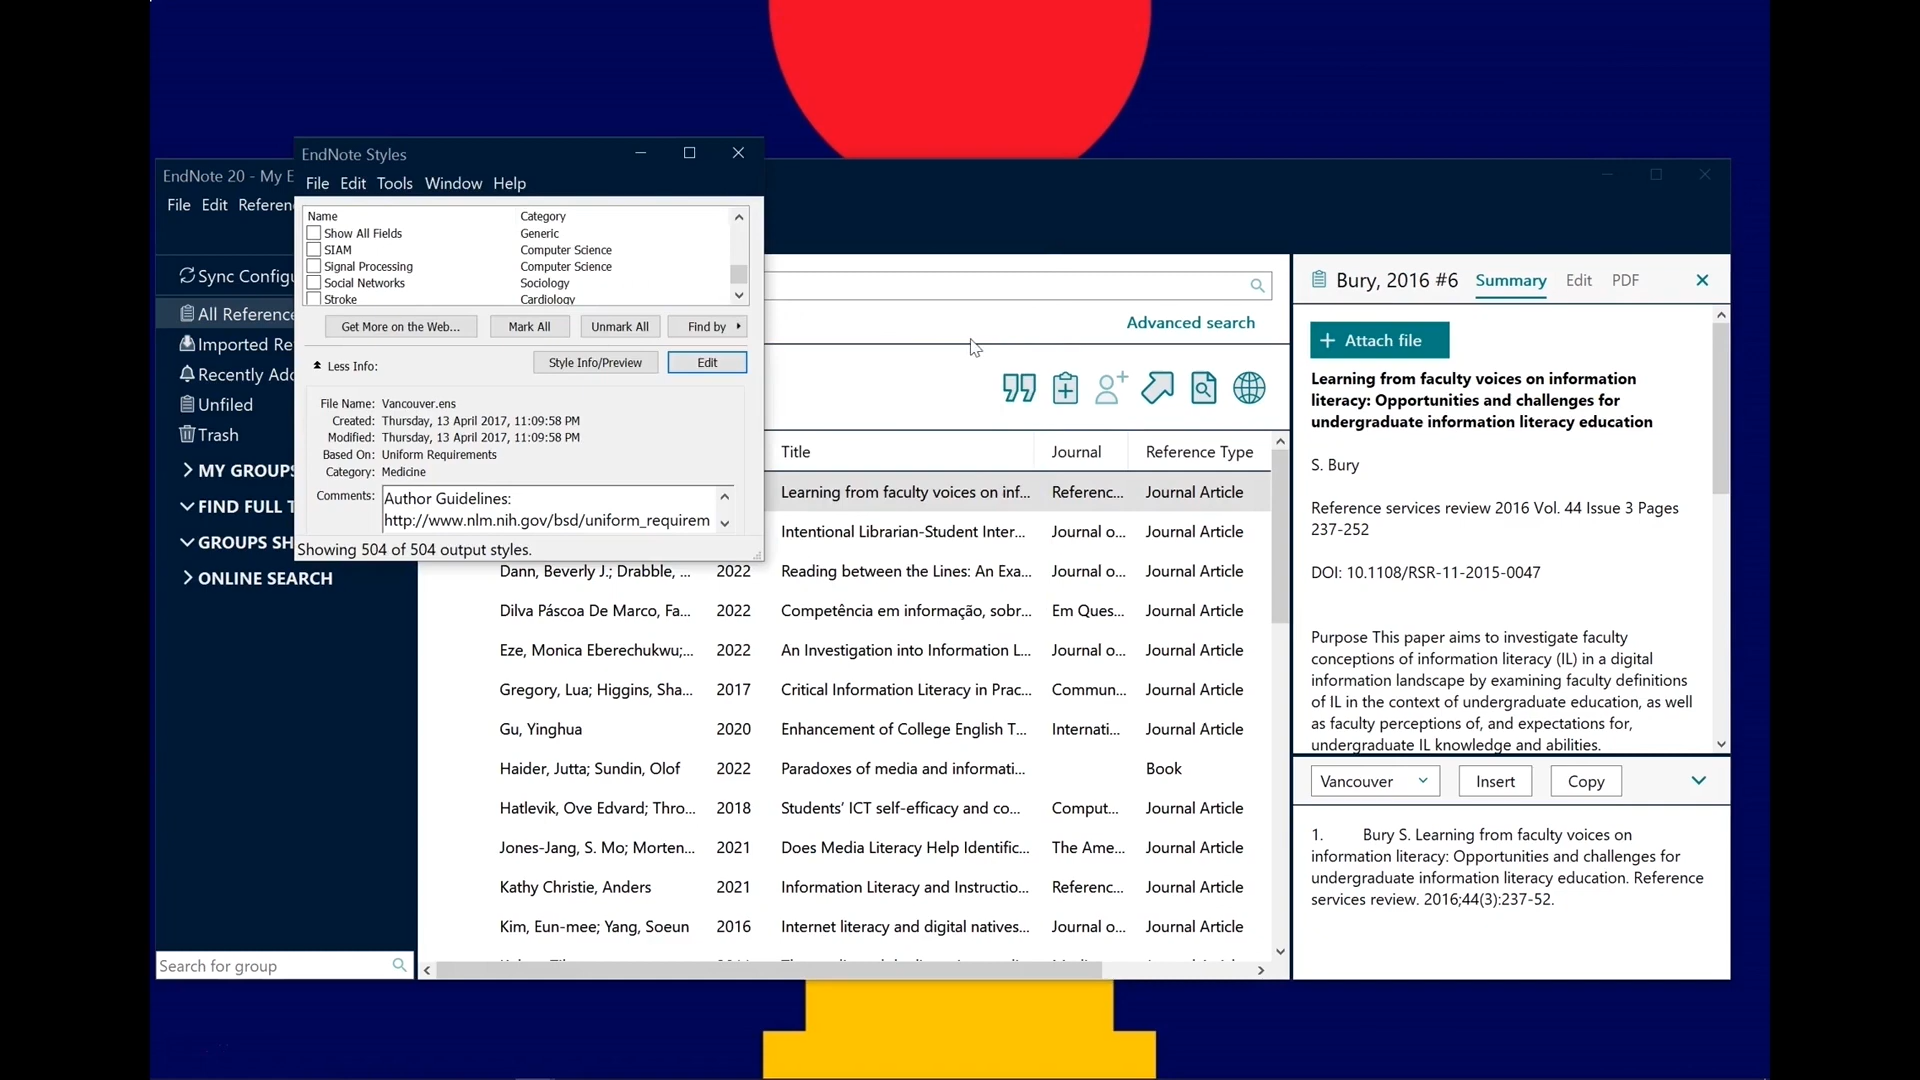 EndNote Styles
File Edit Tools Window Help
Name Category
Show All Fields Generic
SIAM Computer Science
Signal Processing Computer Science
Social Networks Sociology
Stroke Cardiology
Get More on the Web... Mark All Unmark All Find by
Less Info: Style Info/Preview Edit
File Name: Vancouver.ens
Created: Thursday, 13 April 2017, 11:09:58 PM
Modified: Thursday, 13 April 2017, 11:09:58 PM
Based On: Uniform Requirements
Category: Medicine
Comments: Author Guidelines:
http://www.nlm.nih.gov/bsd/uniform_requirem
Showing 504 of 504 output styles.
EndNote 20 - My E
File Edit Referen
Sync Configu
All Reference
Imported Re
Recently Ad
Unfiled
Trash
MY GROUPS
FIND FULL T
GROUPS SH
ONLINE SEARCH
Search for group
Advanced search
Title Journal Reference Type
Learning from faculty voices on inf... Referenc... Journal Article
Intentional Librarian-Student Inter... Journal o... Journal Article
Dann, Beverly J.; Drabble, ... 2022 Reading between the Lines: An Exa... Journal o... Journal Article
Dilva Páscoa De Marco, Fa... 2022 Competência em informação, sobr... Em Ques... Journal Article
Eze, Monica Eberechukwu;... 2022 An Investigation into Information L... Journal o... Journal Article
Gregory, Lua; Higgins, Sha... 2017 Critical Information Literacy in Prac... Commun... Journal Article
Gu, Yinghua 2020 Enhancement of College English T... Internati... Journal Article
Haider, Jutta; Sundin, Olof 2022 Paradoxes of media and informati... Book
Hatlevik, Ove Edvard; Thro... 2018 Students’ ICT self-efficacy and co... Comput... Journal Article
Jones-Jang, S. Mo; Morten... 2021 Does Media Literacy Help Identific... The Ame... Journal Article
Kathy Christie, Anders 2021 Information Literacy and Instructio... Referenc... Journal Article
Kim, Eun-mee; Yang, Soeun 2016 Internet literacy and digital natives... Journal o... Journal Article
Bury, 2016 #6 Summary Edit PDF
+ Attach file
Learning from faculty voices on information
literacy: Opportunities and challenges for
undergraduate information literacy education
S. Bury
Reference services review 2016 Vol. 44 Issue 3 Pages
237-252
DOI: 10.1108/RSR-11-2015-0047
Purpose This paper aims to investigate faculty
conceptions of information literacy (IL) in a digital
information landscape by examining faculty definitions
of IL in the context of undergraduate education, as well
as faculty perceptions of, and expectations for,
undergraduate IL knowledge and abilities.
Vancouver Insert Copy
1. Bury S. Learning from faculty voices on
information literacy: Opportunities and challenges for
undergraduate information literacy education. Reference
services review. 2016;44(3):237-52.